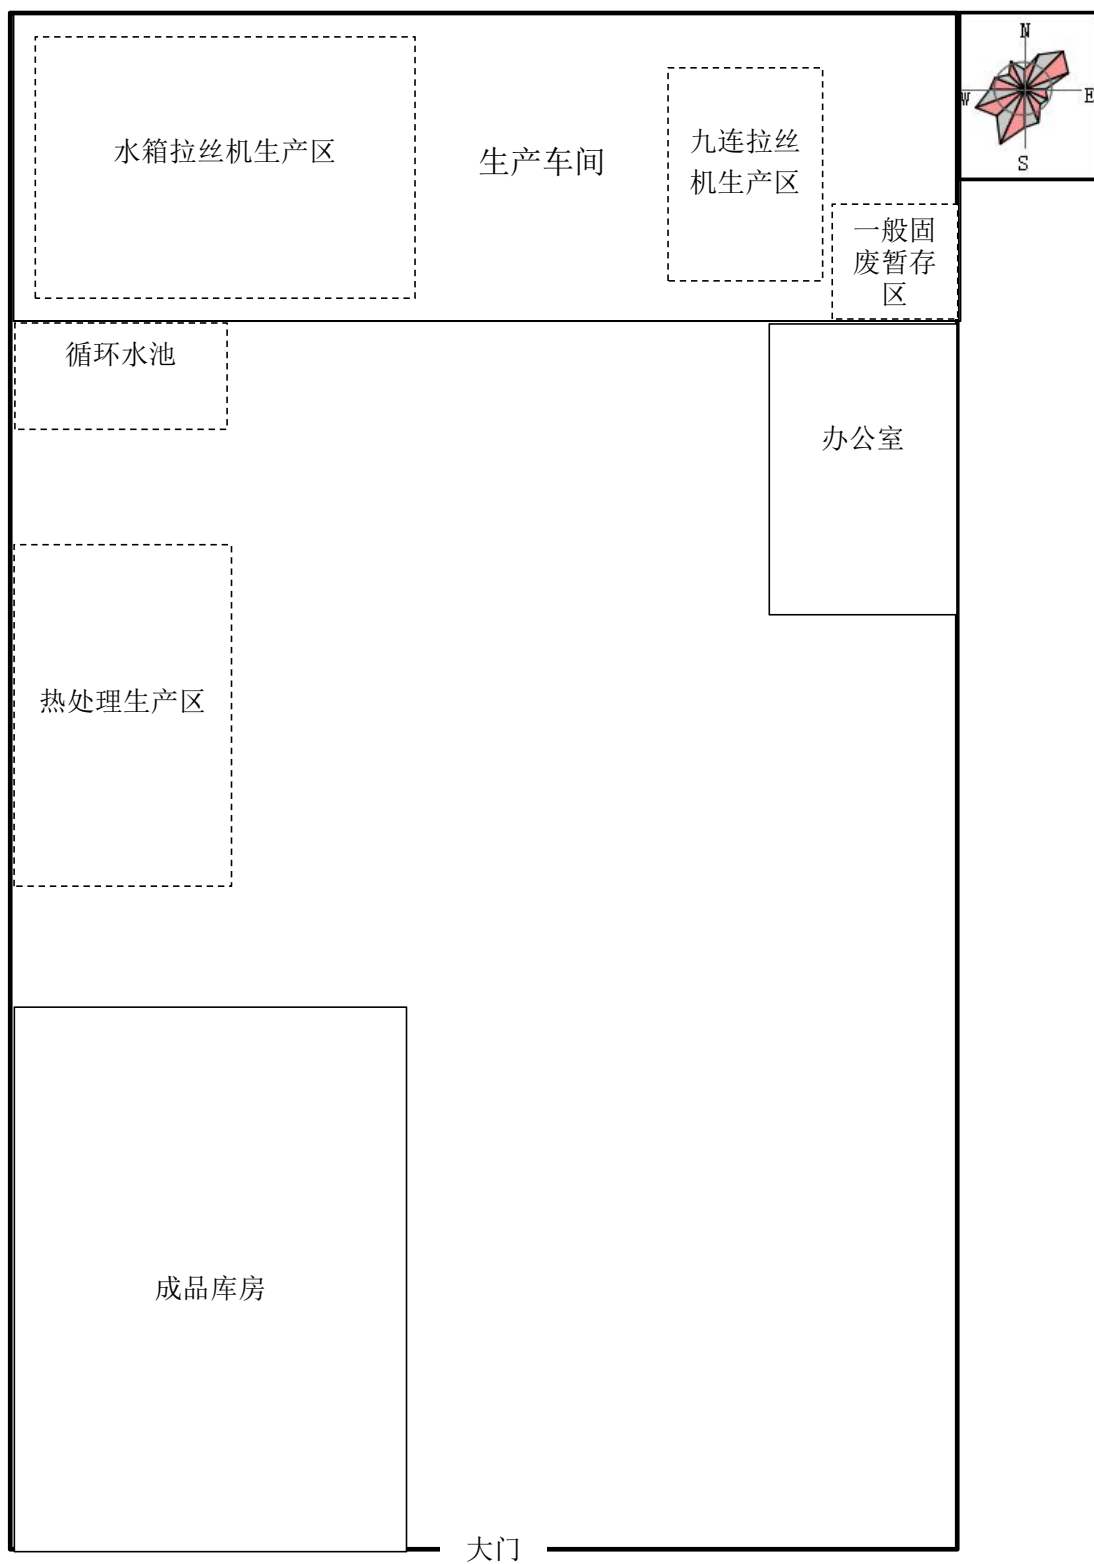 N
W
E
S
水箱拉丝机生产区
生产车间
九连拉丝
机生产区
一般固
废暂存
区
循环水池
办公室
热处理生产区
成品库房
大门